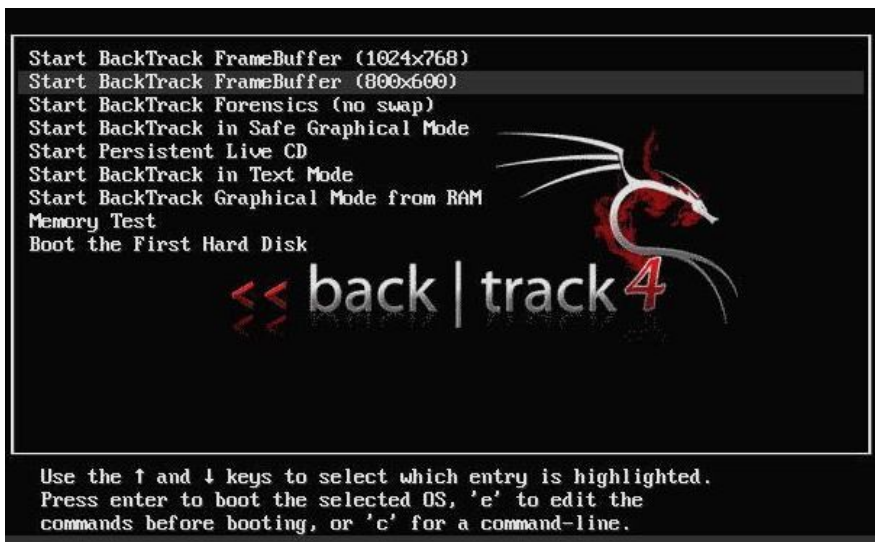 Start BackTrack FrameBuffer (1024x768)
Start BackTrack FrameBuffer (800x600)
Start BackTrack Forensics (no swap)
Start BackTrack in Safe Graphical Mode
Start Persistent Live CD
Start BackTrack in Text Mode
Start BackTrack Graphical Mode from RAM
Memory Test
Boot the First Hard Disk
<< back | track 4
Use the ↑ and ↓ keys to select which entry is highlighted.
Press enter to boot the selected OS, 'e' to edit the
commands before booting, or 'c' for a command-line.